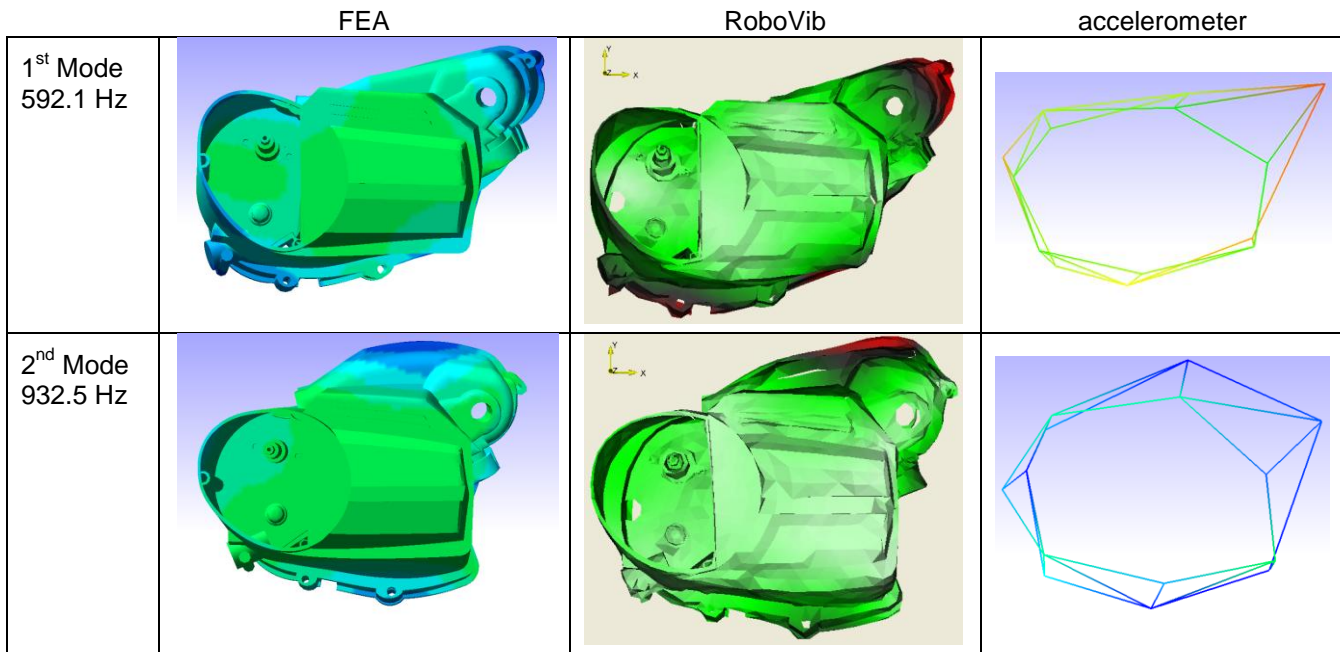 FEA RoboVib accelerometer
1st Mode
592.1 Hz
Y
Z X
2nd Mode
932.5 Hz
Y
Z X